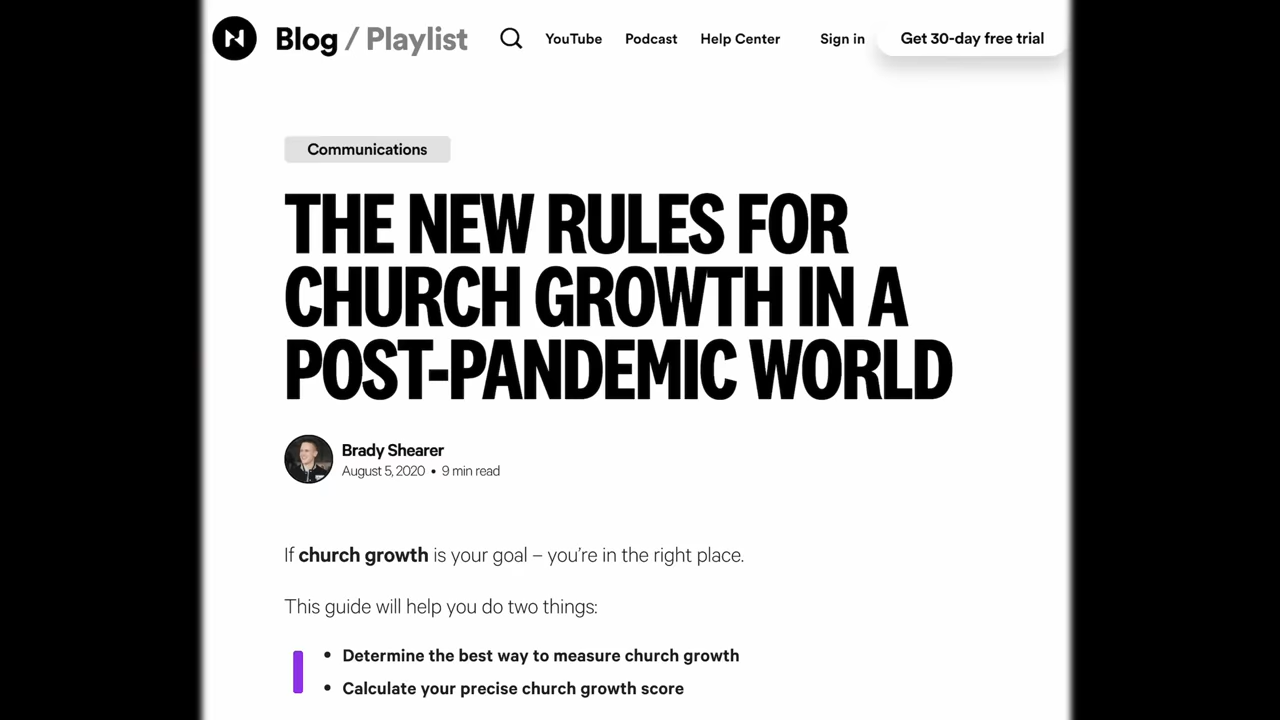 Blog / Playlist YouTube Podcast Help Center Sign in Get 30-day free trial
Communications
THE NEW RULES FOR
CHURCH GROWTH IN A
POST-PANDEMIC WORLD
Brady Shearer
August 5, 2020 • 9 min read
If church growth is your goal – you're in the right place.
This guide will help you do two things:
• Determine the best way to measure church growth
• Calculate your precise church growth score